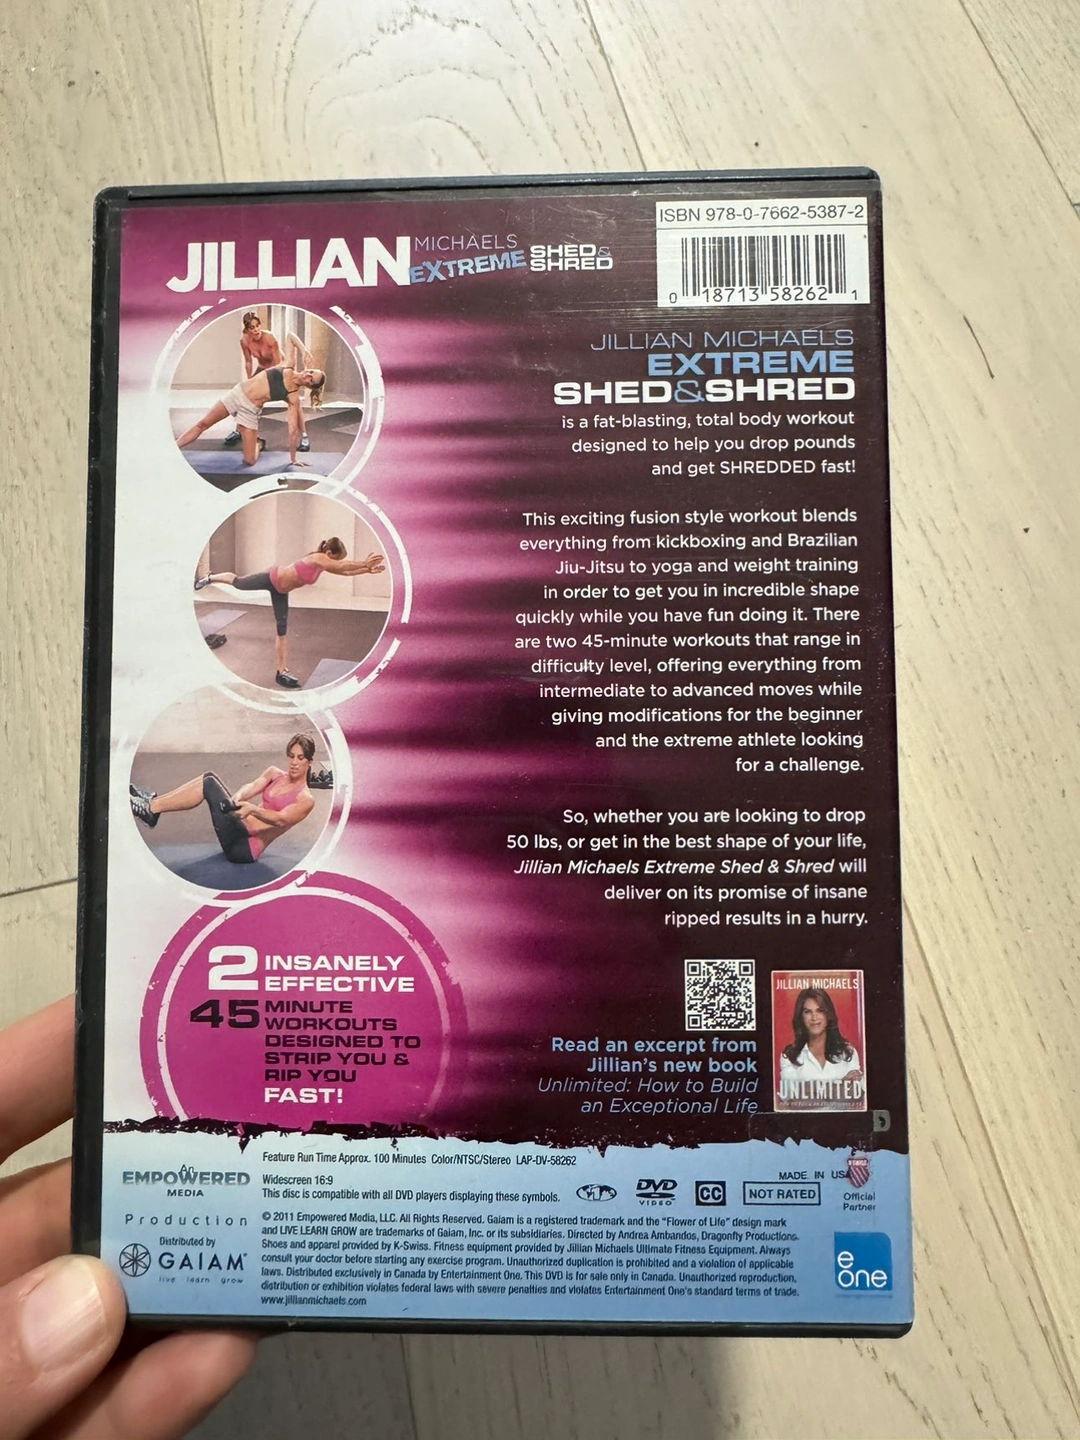 JILLIAN MICHAELS EXTREME SHED & SHRED
ISBN 978-0-7662-5387-2
0 18713 58262 1
JILLIAN MICHAELS
EXTREME
SHED&SHRED
is a fat-blasting, total body workout
designed to help you drop pounds
and get SHREDDED fast!
This exciting fusion style workout blends
everything from kickboxing and Brazilian
Jiu-Jitsu to yoga and weight training
in order to get you in incredible shape
quickly while you have fun doing it. There
are two 45-minute workouts that range in
difficulty level, offering everything from
intermediate to advanced moves while
giving modifications for the beginner
and the extreme athlete looking
for a challenge.
So, whether you are looking to drop
50 lbs, or get in the best shape of your life,
Jillian Michaels Extreme Shed & Shred will
deliver on its promise of insane
ripped results in a hurry.
2 INSANELY
EFFECTIVE
45 MINUTE
WORKOUTS
DESIGNED TO
STRIP YOU &
RIP YOU
FAST!
Read an excerpt from
Jillian's new book
Unlimited: How to Build
an Exceptional Life
JILLIAN MICHAELS
UNLIMITED
EMPOWERED
MEDIA
Production
Distributed by
GAIAM
live learn grow
Feature Run Time Approx. 100 Minutes Color/NTSC/Stereo LAP-DV-58262
Widescreen 16:9
This disc is compatible with all DVD players displaying these symbols.
1
DVD
VIDEO
CC
NOT RATED
MADE IN US
Official
Partner
© 2011 Empowered Media, LLC. All Rights Reserved. Gaiam is a registered trademark and the "Flower of Life" design mark
and LIVE LEARN GROW are trademarks of Gaiam, Inc. or its subsidiaries. Directed by Andrea Ambandos, Dragonfly Productions.
Shoes and apparel provided by K-Swiss. Fitness equipment provided by Jillian Michaels Ultimate Fitness Equipment. Always
consult your doctor before starting any exercise program. Unauthorized duplication is prohibited and a violation of applicable
laws. Distributed exclusively in Canada by Entertainment One. This DVD is for sale only in Canada. Unauthorized reproduction,
distribution or exhibition violates federal laws with severe penalties and violates Entertainment One's standard terms of trade.
www.jillianmichaels.com
e
one